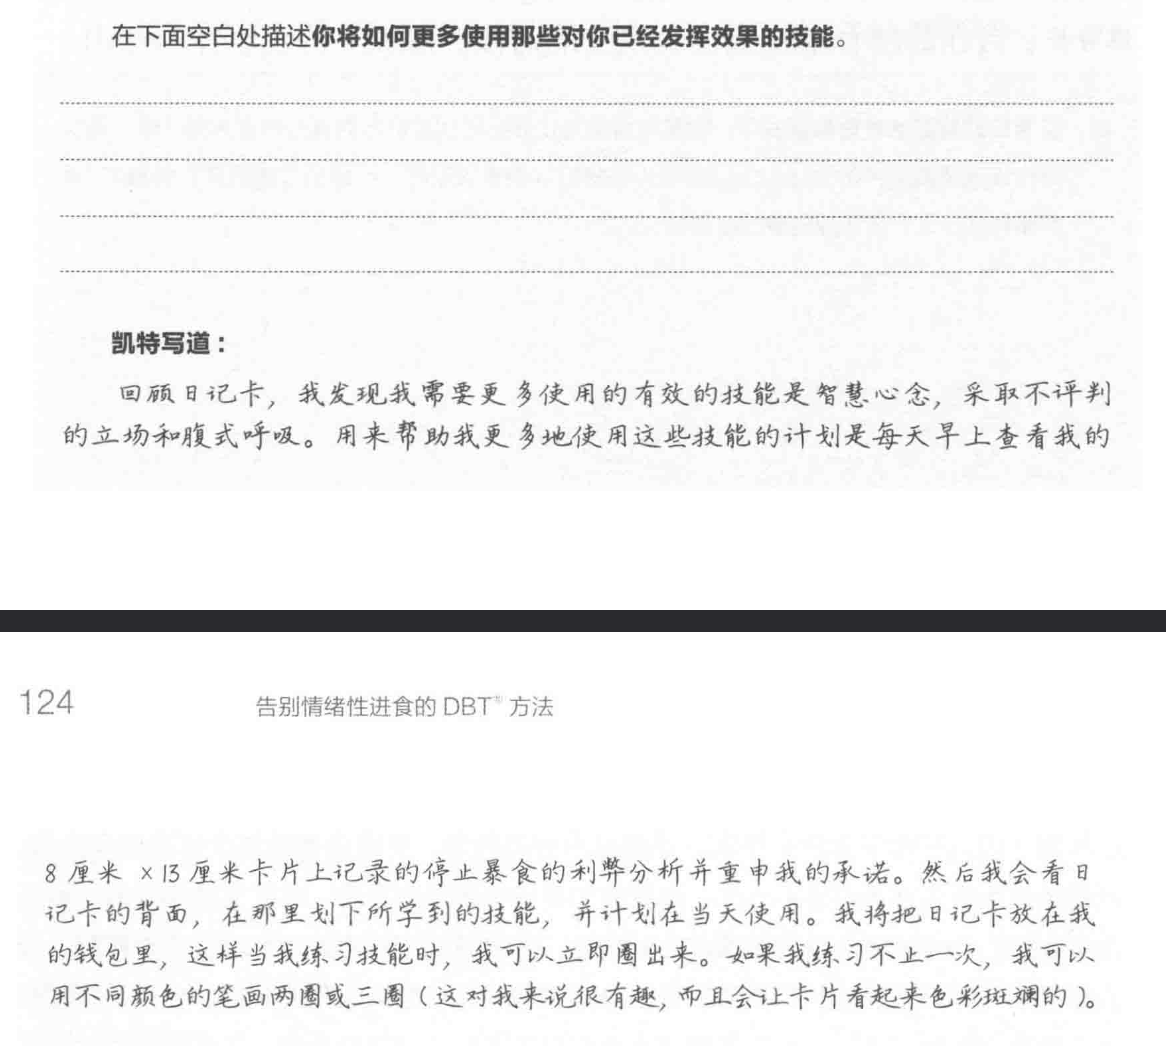 在下面空白处描述你将如何更多使用那些对你已经发挥效果的技能。
凯特写道：
回顾日记卡，我发现我需要更多使用的有效的技能是智慧心念，采取不评判
的立场和腹式呼吸。用来帮助我更多地使用这些技能的计划是每天早上查看我的
124
告别情绪性进食的 DBT® 方法
8 厘米 ×13 厘米卡片上记录的停止暴食的利弊分析并重申我的承诺。然后我会看日
记卡的背面，在那里划下所学到的技能，并计划在当天使用。我将把日记卡放在我
的钱包里，这样当我练习技能时，我可以立即圈出来。如果我练习不止一次，我可以
用不同颜色的笔画两圈或三圈（这对我来说很有趣，而且会让卡片看起来色彩斑斓的）。